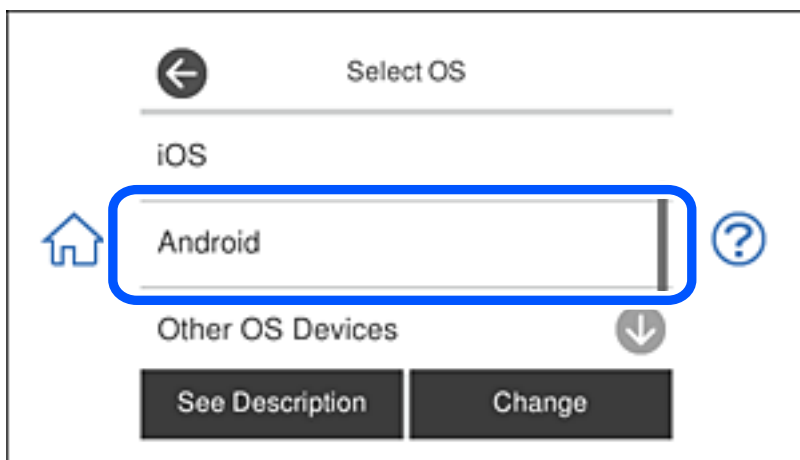 Select OS
iOS
Android
Other OS Devices
See Description
Change